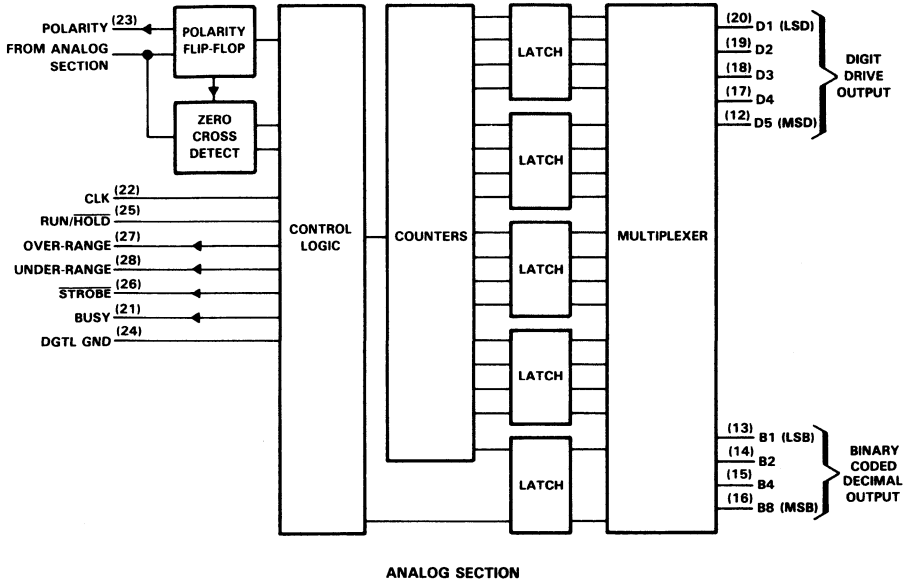 POLARITY (23)
FROM ANALOG
SECTION
POLARITY
FLIP-FLOP
ZERO
CROSS
DETECT
CLK (22)
RUN/HOLD (25)
OVER-RANGE (27)
UNDER-RANGE (28)
STROBE (26)
BUSY (21)
DGTL GND (24)
CONTROL
LOGIC
COUNTERS
LATCH
LATCH
LATCH
LATCH
LATCH
MULTIPLEXER
(20) D1 (LSD)
(19) D2
(18) D3
(17) D4
(12) D5 (MSD)
DIGIT
DRIVE
OUTPUT
(13) B1 (LSB)
(14) B2
(15) B4
(16) B8 (MSB)
BINARY
CODED
DECIMAL
OUTPUT
ANALOG SECTION